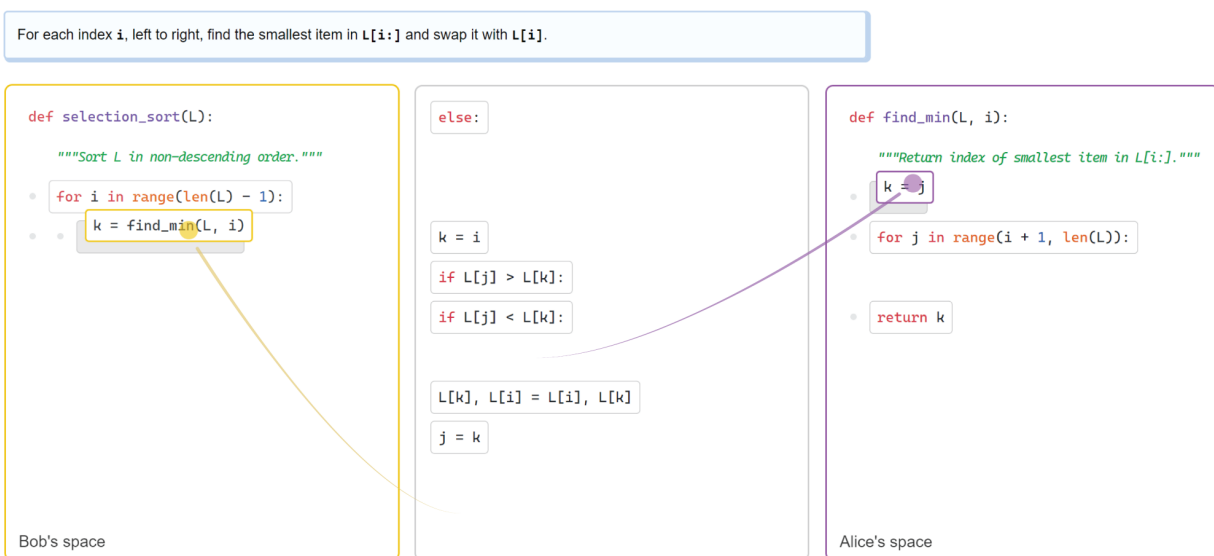 For each index i, left to right, find the smallest item in L[i:] and swap it with L[i].
def selection_sort(L):
"""Sort L in non-descending order."""
for i in range(len(L) - 1):
k = find_min(L, i)
Bob's space
else:
k = i
if L[j] > L[k]:
if L[j] < L[k]:
L[k], L[i] = L[i], L[k]
j = k
def find_min(L, i):
"""Return index of smallest item in L[i:]."""
k = j
for j in range(i + 1, len(L)):
return k
Alice's space